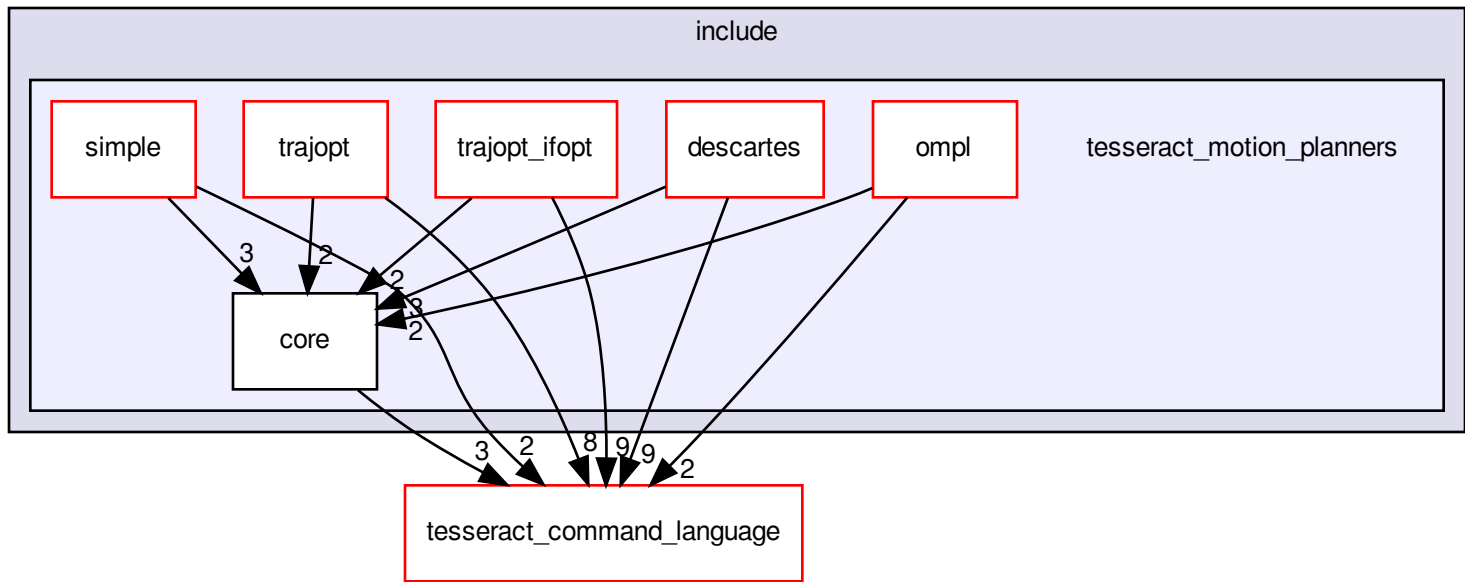 include
simple
trajopt
trajopt_ifopt
descartes
ompl
tesseract_motion_planners
3
2
2
3
2
core
3
2
8
9
9
2
tesseract_command_language